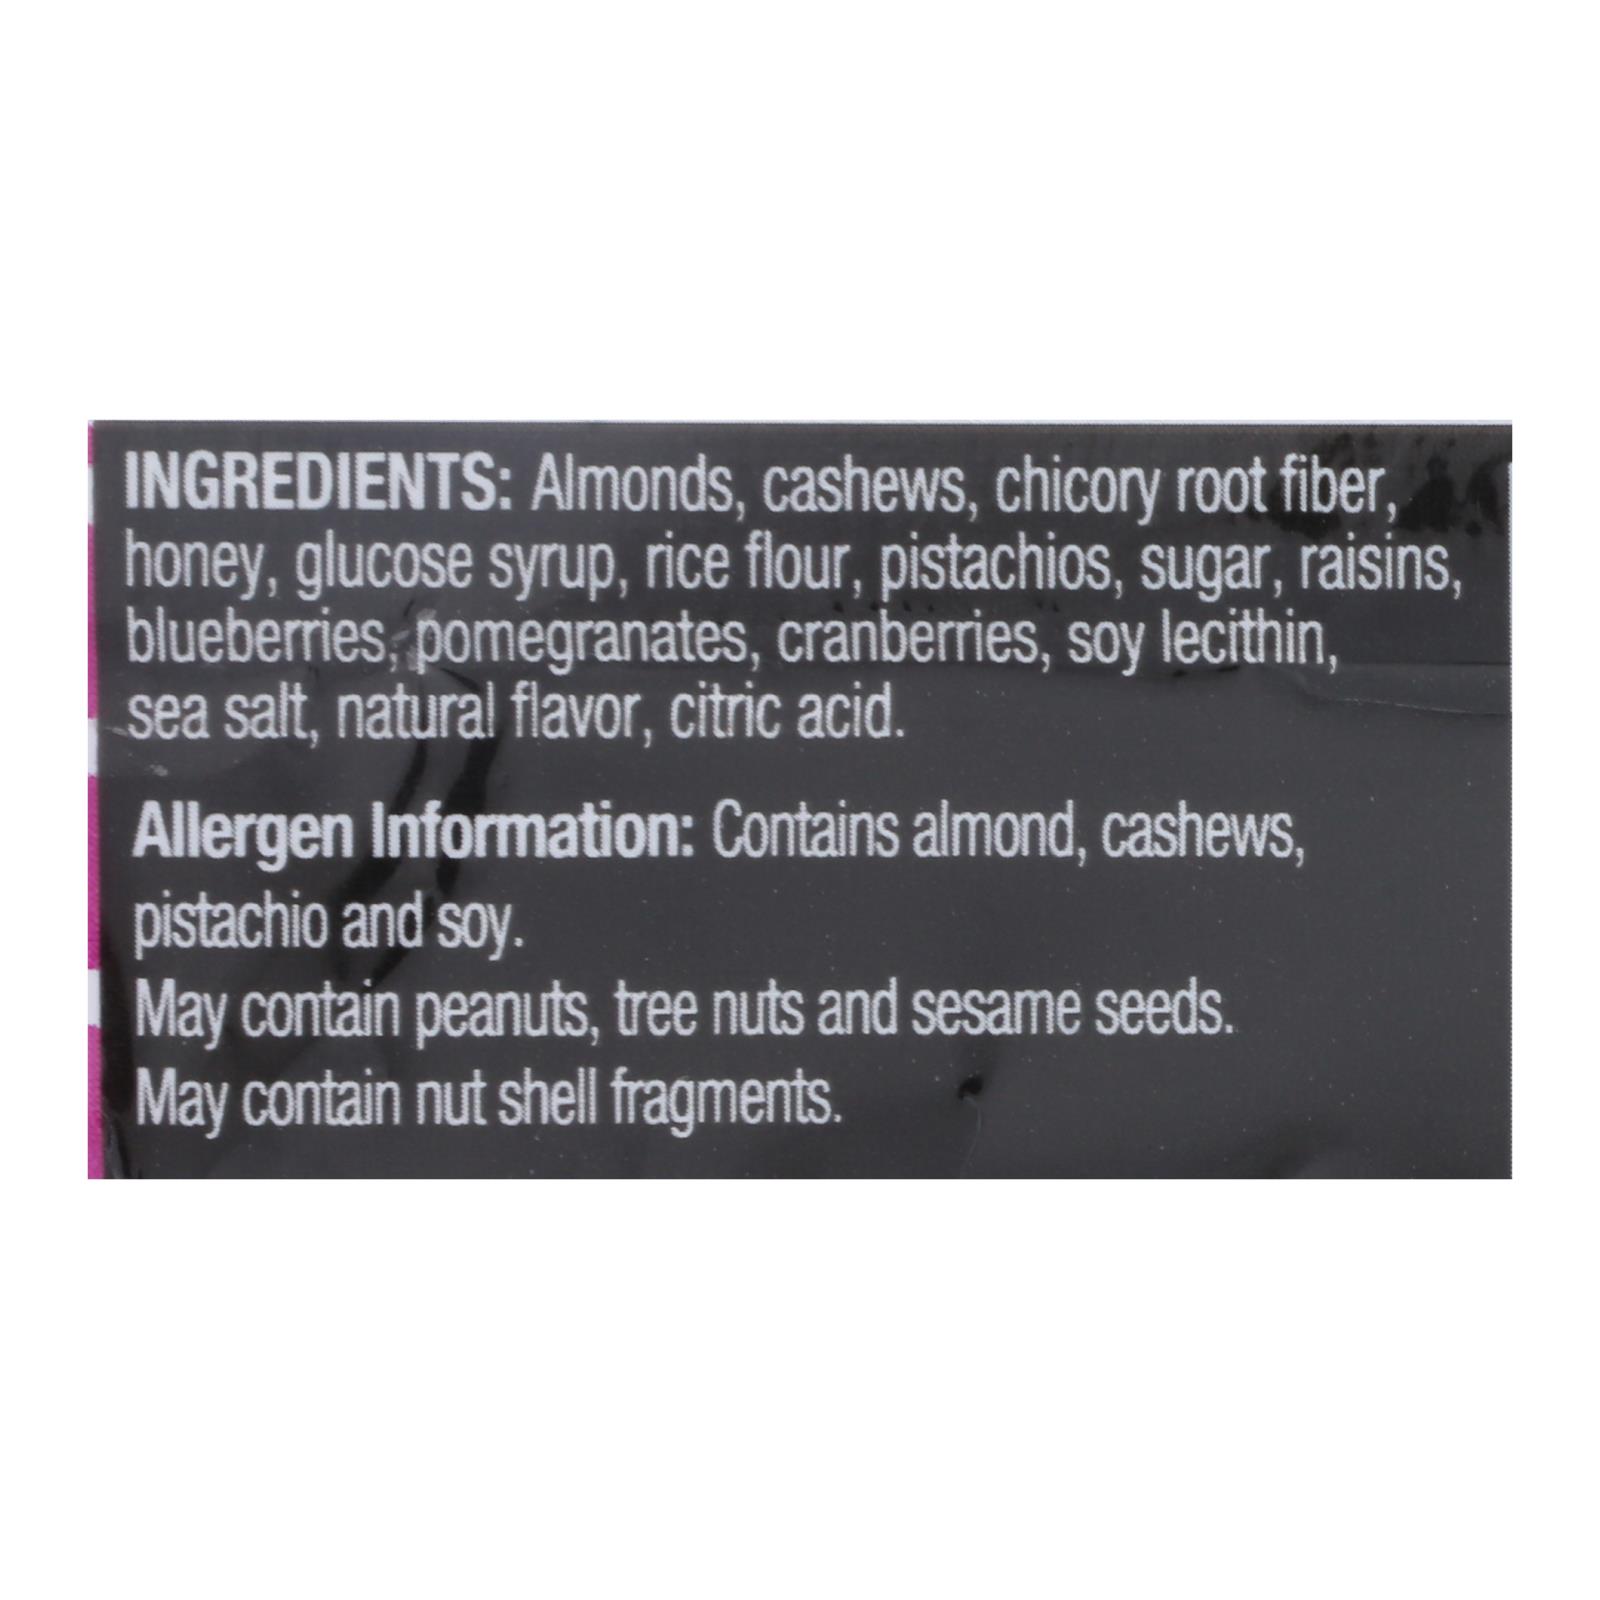 INGREDIENTS: Almonds, cashews, chicory root fiber,
honey, glucose syrup, rice flour, pistachios, sugar, raisins,
blueberries, pomegranates, cranberries, soy lecithin,
sea salt, natural flavor, citric acid.
Allergen Information: Contains almond, cashews,
pistachio and soy.
May contain peanuts, tree nuts and sesame seeds.
May contain nut shell fragments.